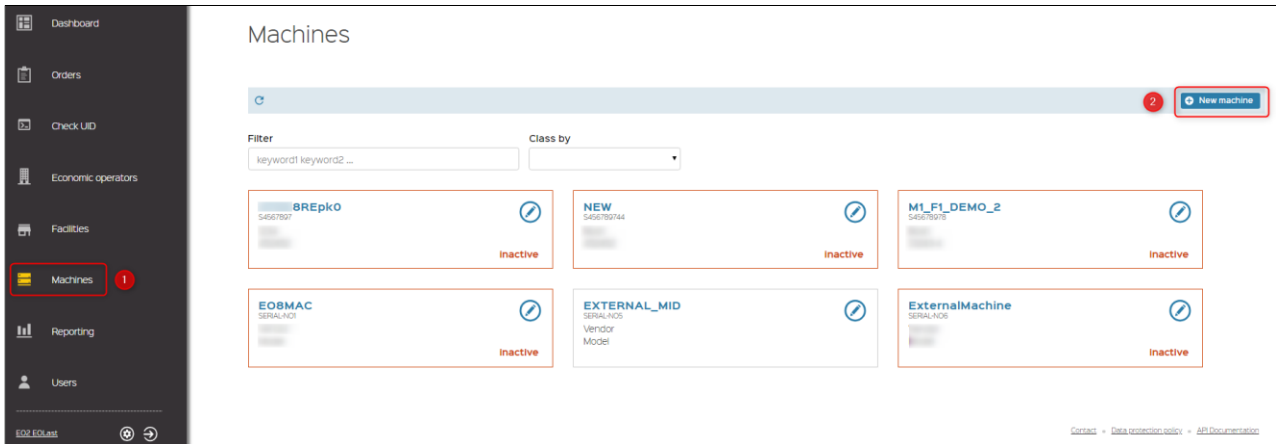 Dashboard
Orders
Check UID
Economic operators
Facilities
Machines
1
Reporting
Users
EO2 EOLast
Machines
2
New machine
Filter
Class by
keyword1 keyword2 ...
8REpk0
S4567897
Inactive
NEW
S456789744
Inactive
M1_F1_DEMO_2
S45678978
Inactive
EO8MAC
SERIAL-NO1
Inactive
EXTERNAL_MID
SERIAL-NO5
Vendor
Model
ExternalMachine
SERIAL-NO6
Inactive
Contact - Data protection policy - API Documentation